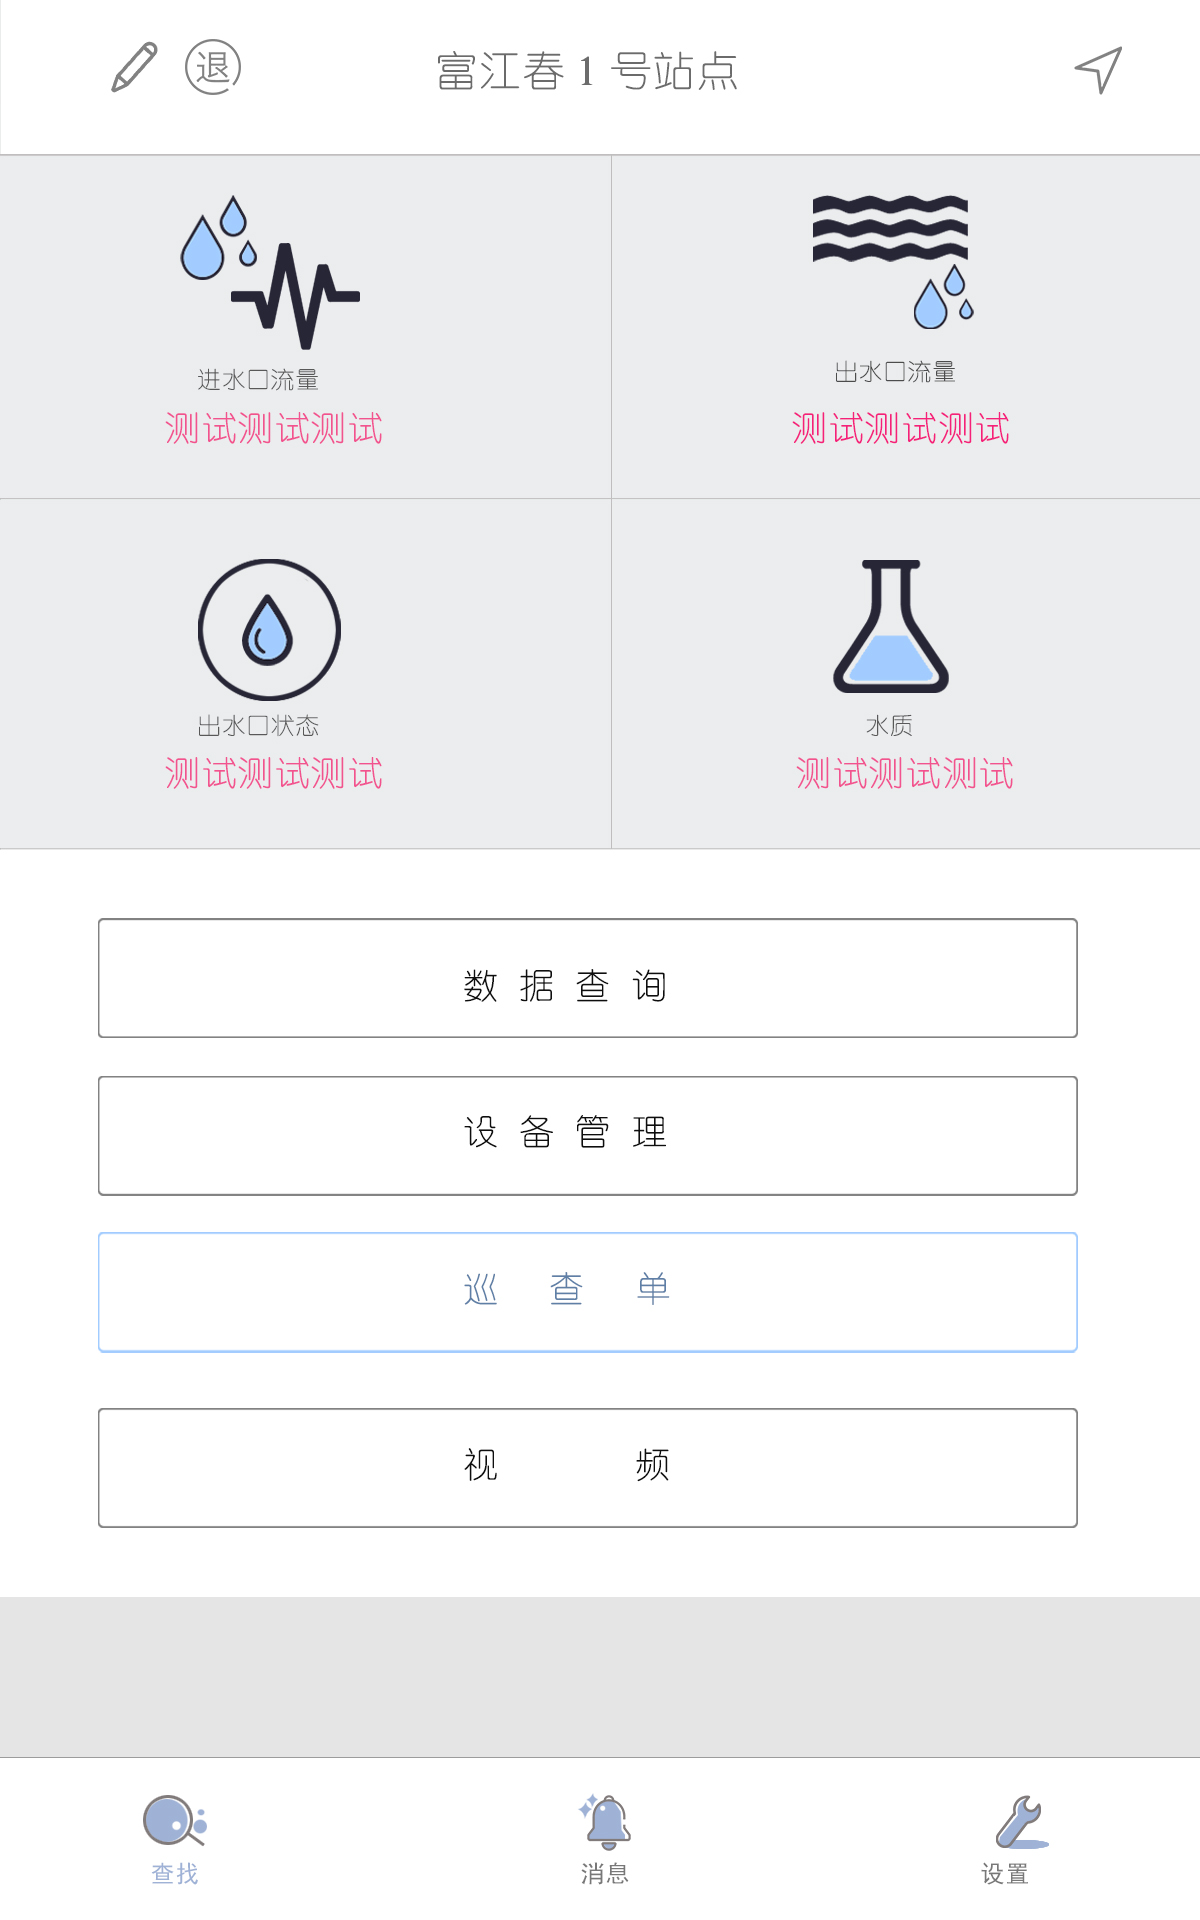 退 富江春1号站点
进水口流量
测试测试测试
出水口流量
测试测试测试
出水口状态
测试测试测试
水质
测试测试测试
数据查询
设备管理
巡查单
视频
查找 消息 设置